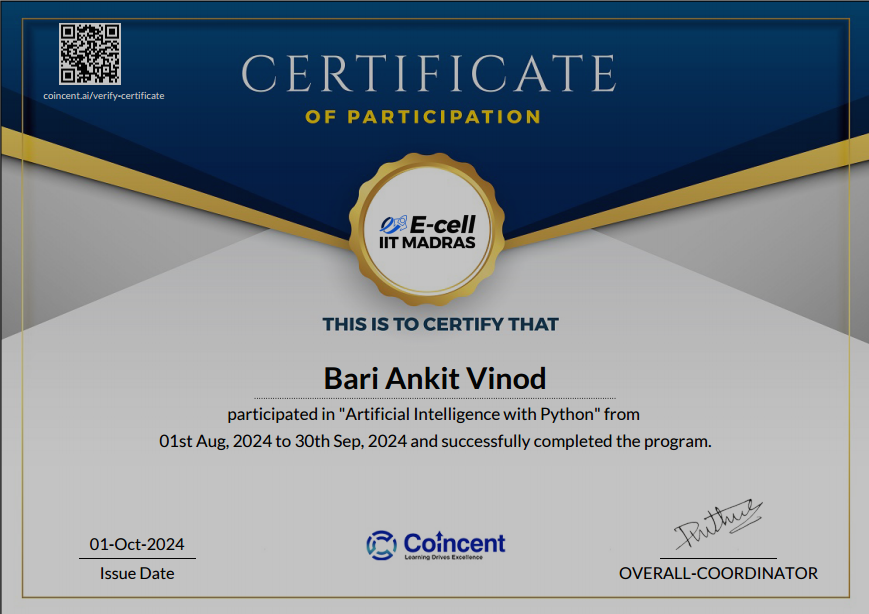 coincent.ai/verify-certificate
CERTIFICATE
OF PARTICIPATION
E-cell
IIT MADRAS
THIS IS TO CERTIFY THAT
Bari Ankit Vinod
participated in "Artificial Intelligence with Python" from
01st Aug, 2024 to 30th Sep, 2024 and successfully completed the program.
01-Oct-2024
Issue Date
Coincent
Learning Drives Excellence
OVERALL-COORDINATOR